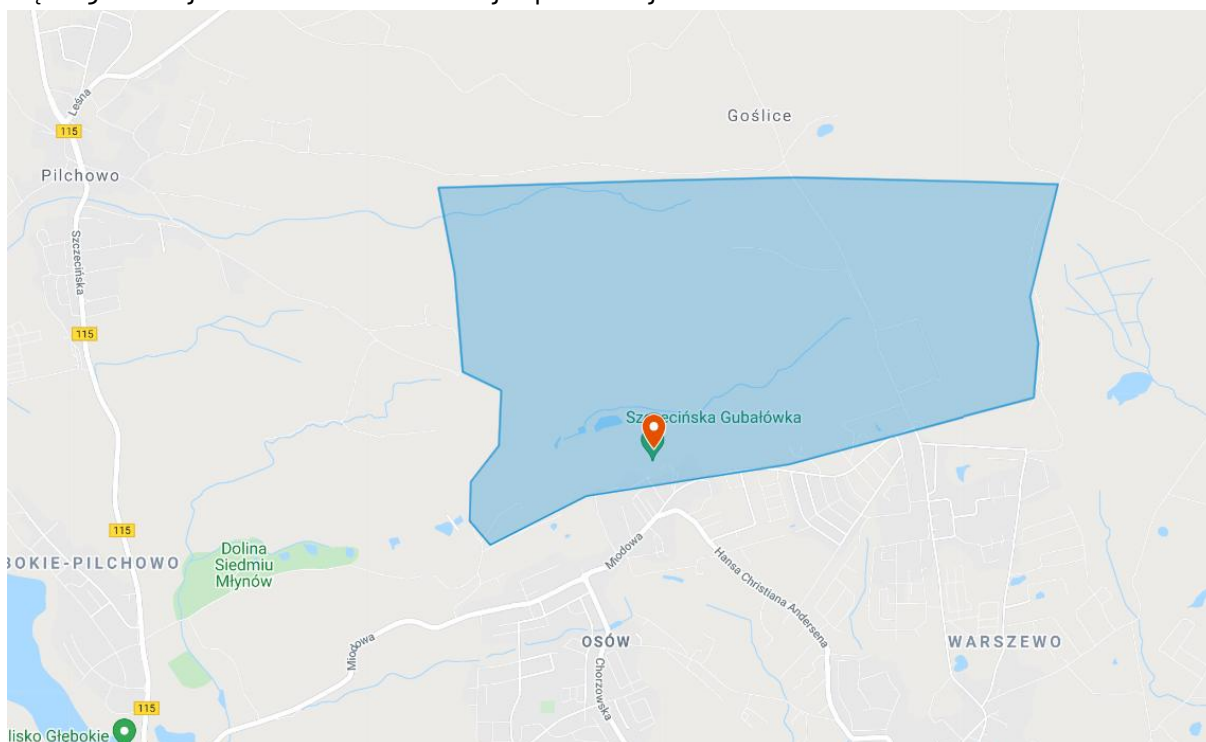 Leśna
115
Goślice
Pilchowo
Szczecińska
115
Szczecińska Gubałówka
115
BOKIE-PILCHOWO
Dolina
Siedmiu
Młynów
Miodowa
Hansa Christiana Andersena
OSÓW
WARSZEWO
Miodowa
Chorzowska
115
lisko Głębokie